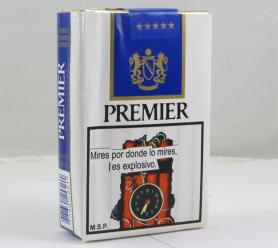 PREMIER
PREMIER
Mires por donde lo mires,
es explosivo.
M.S.P.